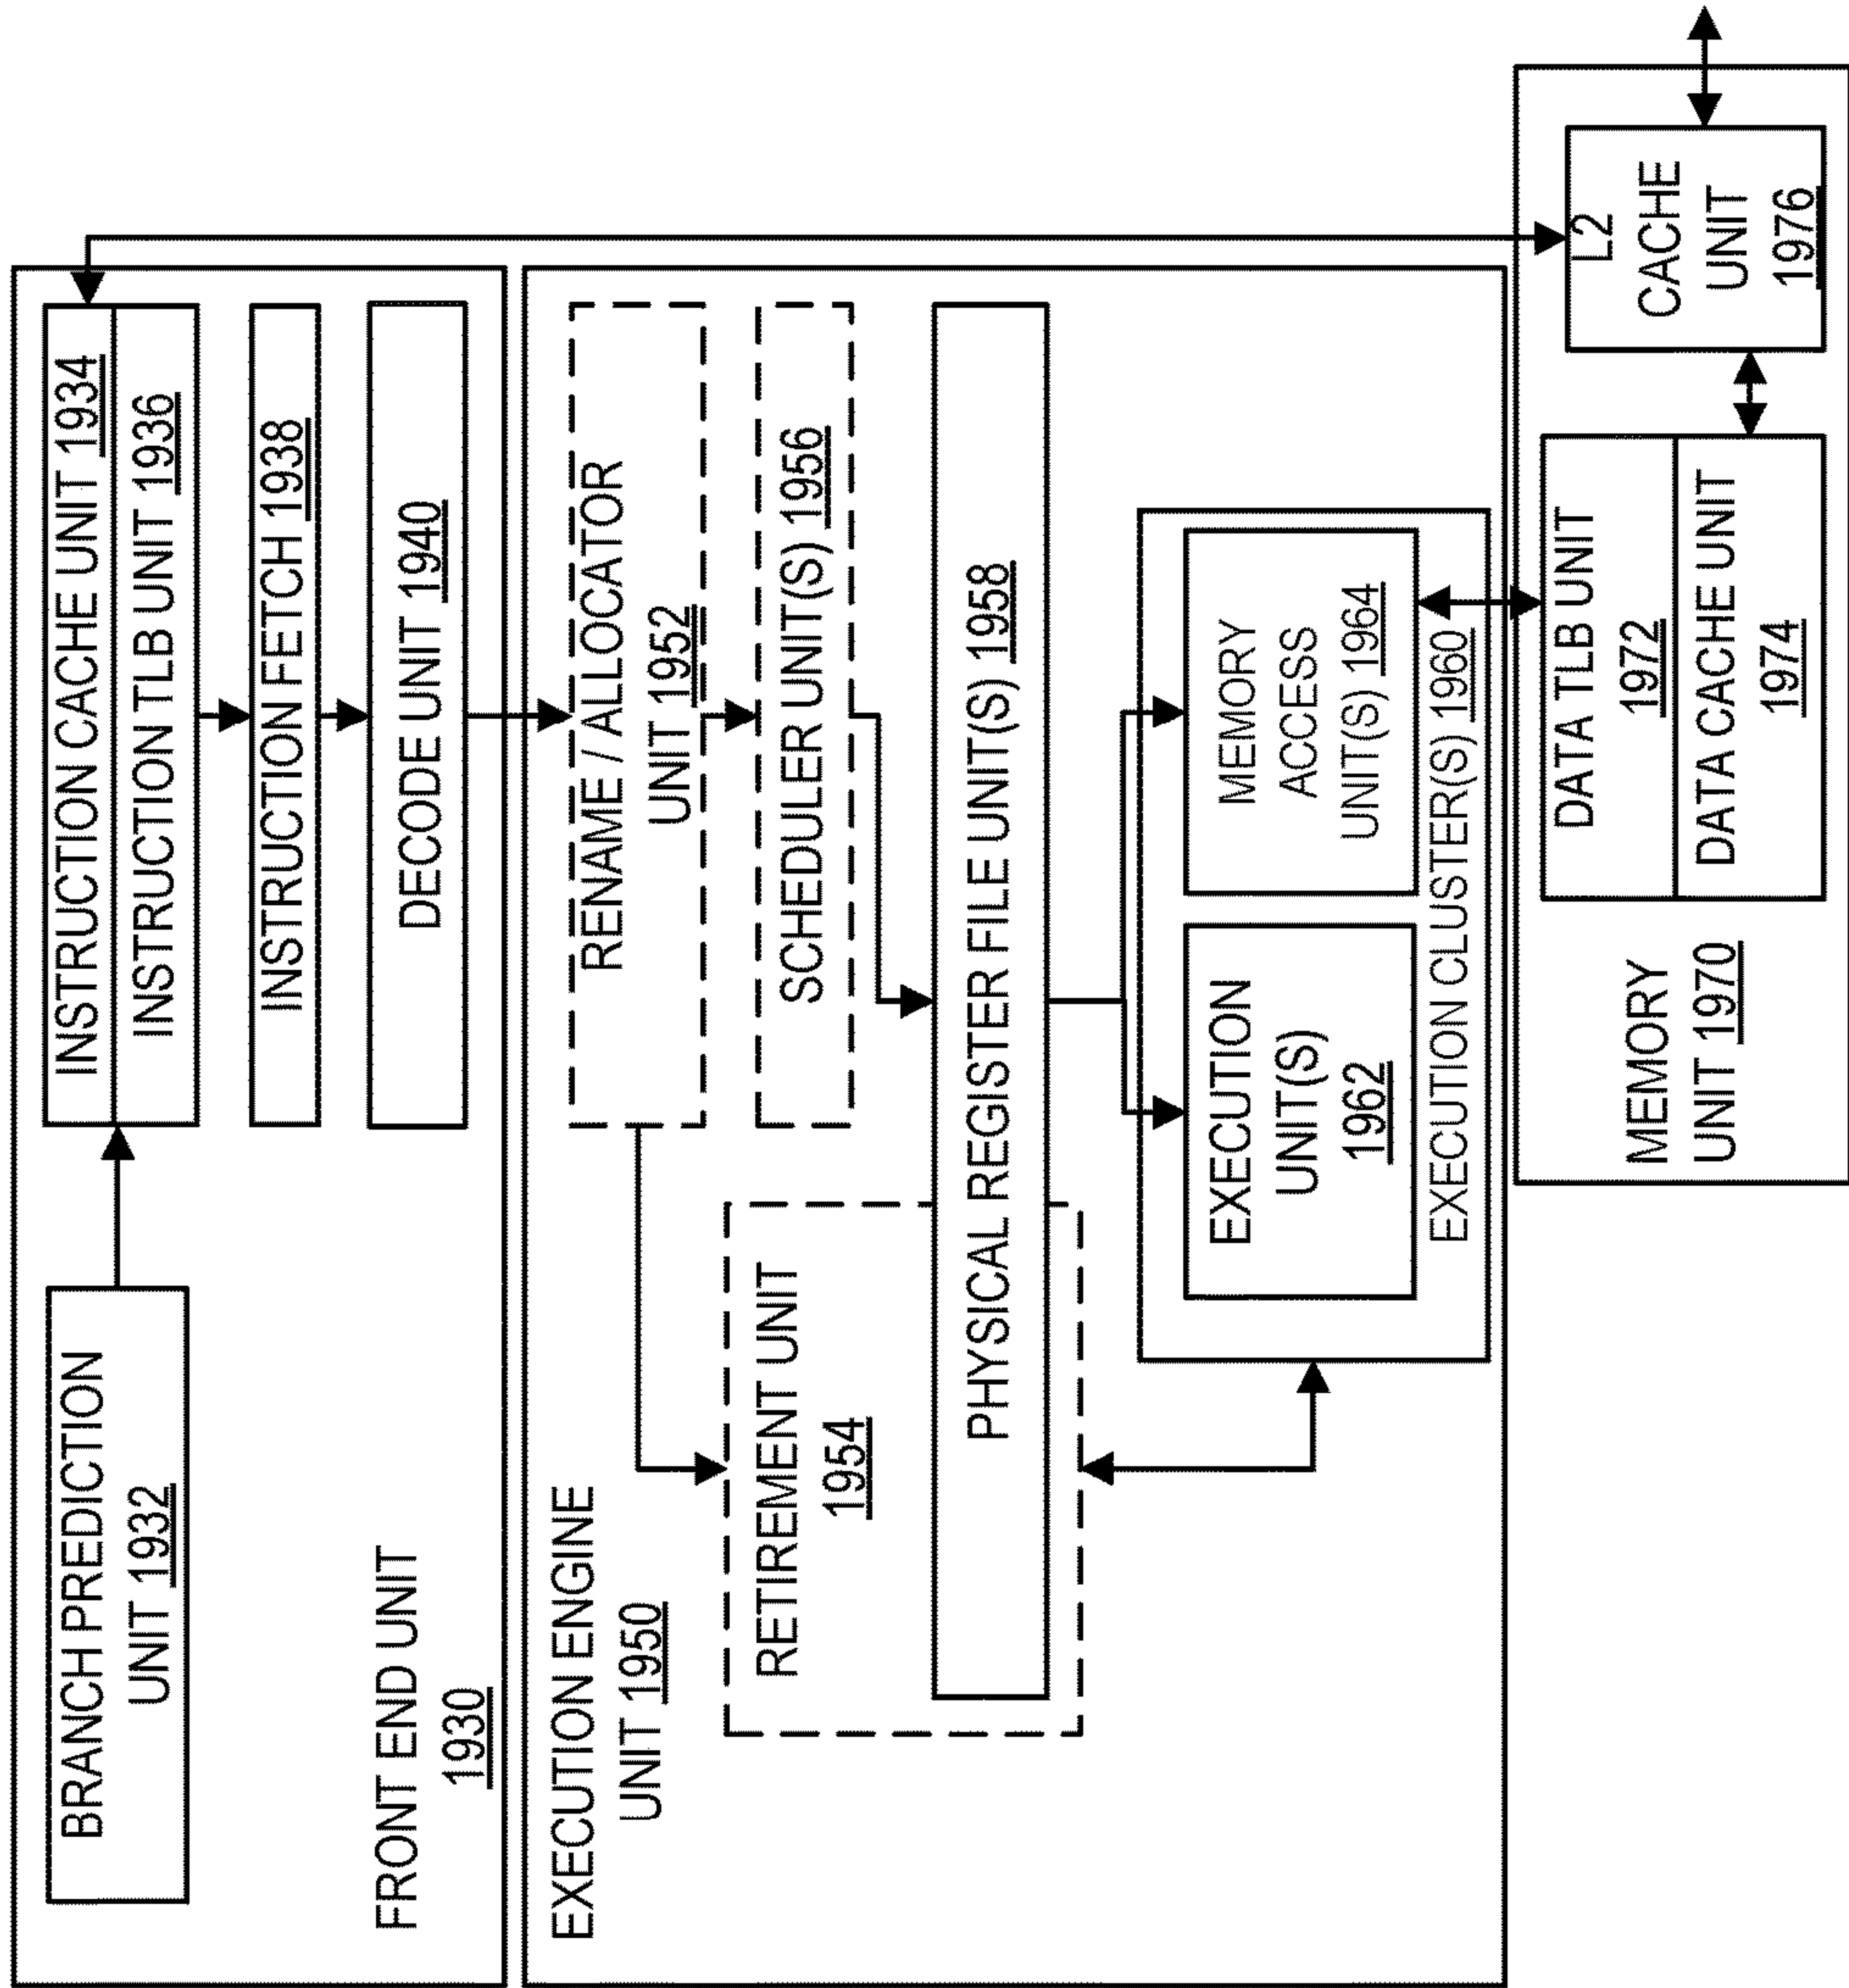 BRANCH PREDICTION
UNIT 1932
INSTRUCTION CACHE UNIT 1934
INSTRUCTION TLB UNIT 1936
INSTRUCTION FETCH 1938
DECODE UNIT 1940
FRONT END UNIT
1930
EXECUTION ENGINE
UNIT 1950
RENAME / ALLOCATOR
UNIT 1952
RETIREMENT UNIT
1954
SCHEDULER UNIT(S) 1956
PHYSICAL REGISTER FILE UNIT(S) 1958
EXECUTION
UNIT(S)
1962
MEMORY
ACCESS
UNIT(S) 1964
EXECUTION CLUSTER(S) 1960
MEMORY
UNIT 1970
DATA TLB UNIT
1972
DATA CACHE UNIT
1974
L2
CACHE
UNIT
1976